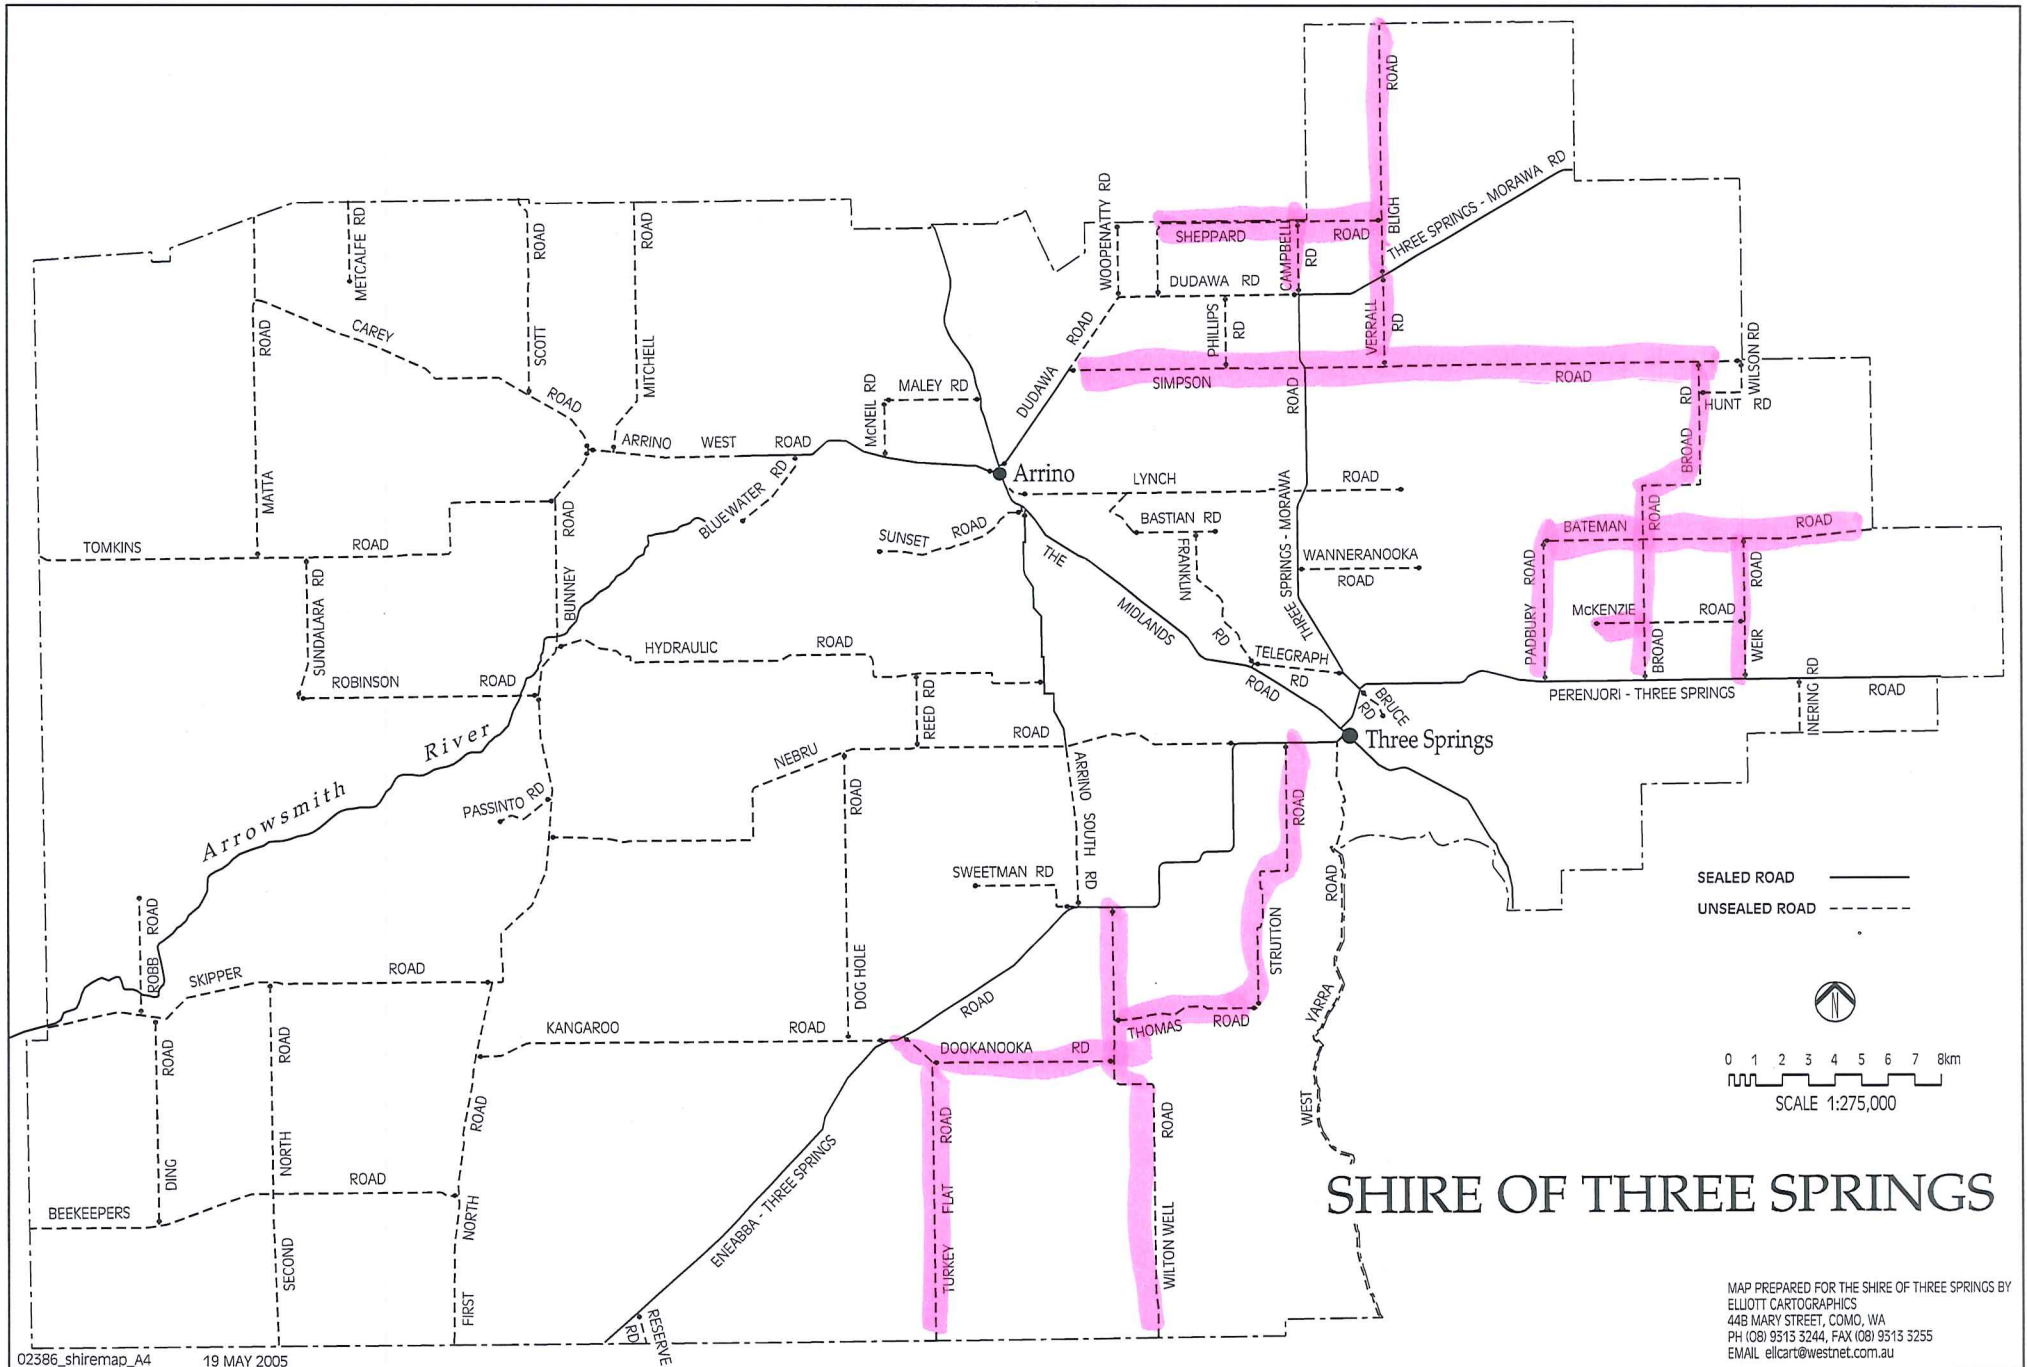 ROAD
THREE SPRINGS - MORAWA RD
BLIGH
WOOPENATTY RD
SHEPPARD ROAD
CAMPBELL RD
DUDAWA RD
METCALFE RD
ROAD
SCOTT
ROAD
MITCHELL
ROAD
MATTA
CAREY
ROAD
PHILLIPS RD
VERRALL RD
WILSON RD
DUDAWA ROAD
MALEY RD
McNEIL RD
SIMPSON ROAD
ROAD
RD
HUNT RD
BROAD
ARRINO WEST ROAD
BLUEWATER RD
Arrino
LYNCH ROAD
THREE SPRINGS - MORAWA
BASTIAN RD
FRANKLIN RD
SUNSET ROAD
WANNERANOOKA
ROAD
BATEMAN ROAD
ROAD
PADBURY ROAD
McKENZIE ROAD
BROAD
WEIR ROAD
TOMKINS ROAD
SUNDALARA RD
BUNNEY ROAD
THE MIDLANDS ROAD
THREE
TELEGRAPH
RD
HYDRAULIC ROAD
ROBINSON ROAD
REED RD
BRUCE
RD
PERENJORI - THREE SPRINGS ROAD
INERING RD
Three Springs
Arrowsmith River
NEBRU ROAD
PASSINTO RD
ROAD
DOG HOLE
ARRINO SOUTH RD
SWEETMAN RD
ROAD
STRUTTON
ROAD
YARRA
WEST
SEALED ROAD
UNSEALED ROAD
ROBB ROAD
SKIPPER ROAD
KANGAROO ROAD
ROAD
DOOKANOOKA RD
THOMAS ROAD
N
0 1 2 3 4 5 6 7 8km
SCALE 1:275,000
DING ROAD
SECOND NORTH ROAD
FIRST NORTH ROAD
BEEKEEPERS ROAD
ENEABBA - THREE SPRINGS
TURKEY FLAT ROAD
WILTON WELL ROAD
RESERVE
RD
SHIRE OF THREE SPRINGS
MAP PREPARED FOR THE SHIRE OF THREE SPRINGS BY
ELLIOTT CARTOGRAPHICS
44B MARY STREET, COMO, WA
PH (08) 9313 3244, FAX (08) 9313 3255
EMAIL ellcart@westnet.com.au
02386_shiremap_A4 19 MAY 2005